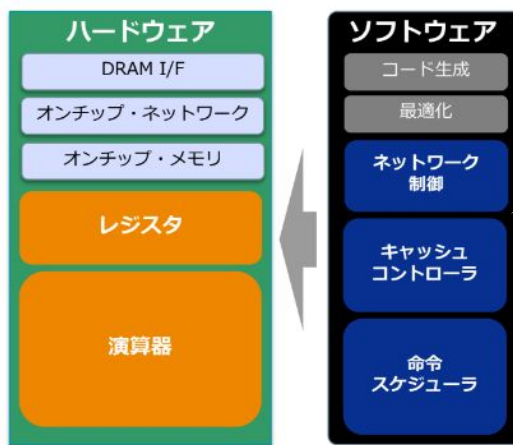 ハードウェア
DRAM I/F
オンチップ・ネットワーク
オンチップ・メモリ
レジスタ
演算器
ソフトウェア
コード生成
最適化
ネットワーク
制御
キャッシュ
コントローラ
命令
スケジューラ